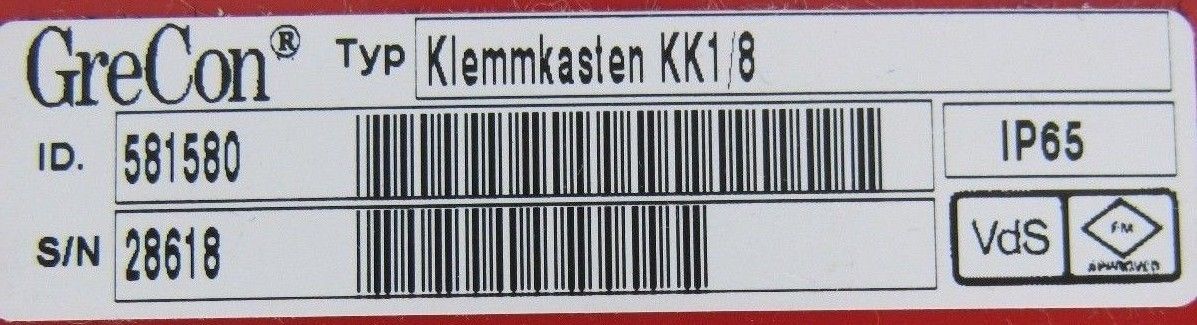 GreCon® Typ Klemmkasten KK1/8
ID. 581580 IP65
S/N 28618 VdS FM
APPROVED